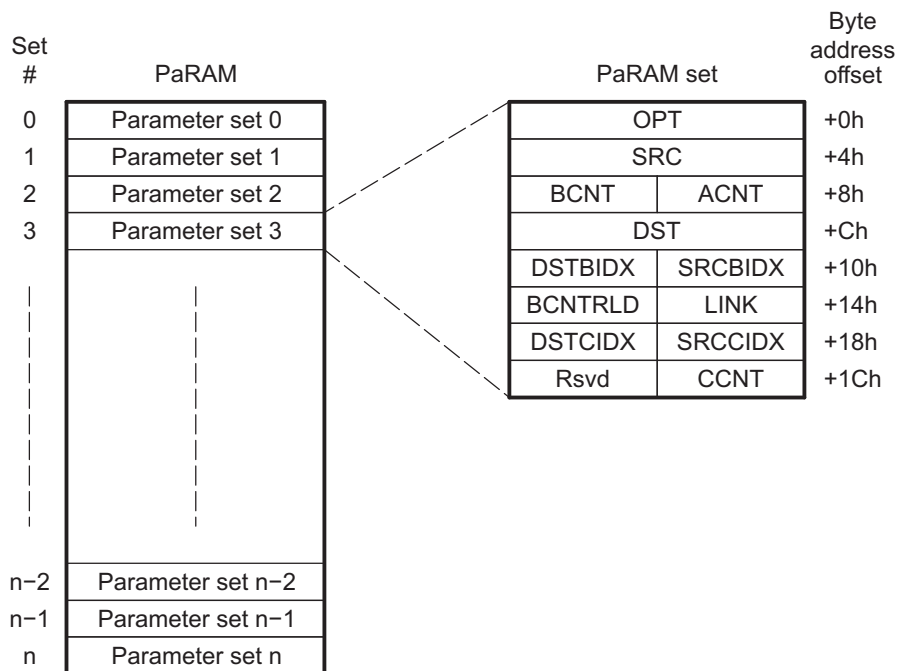 Set
#
PaRAM
PaRAM set
Byte
address
offset
0 Parameter set 0
1 Parameter set 1
2 Parameter set 2
3 Parameter set 3
n−2 Parameter set n−2
n−1 Parameter set n−1
n Parameter set n
OPT +0h
SRC +4h
BCNT ACNT +8h
DST +Ch
DSTBIDX SRCBIDX +10h
BCNTRLD LINK +14h
DSTCIDX SRCCIDX +18h
Rsvd CCNT +1Ch